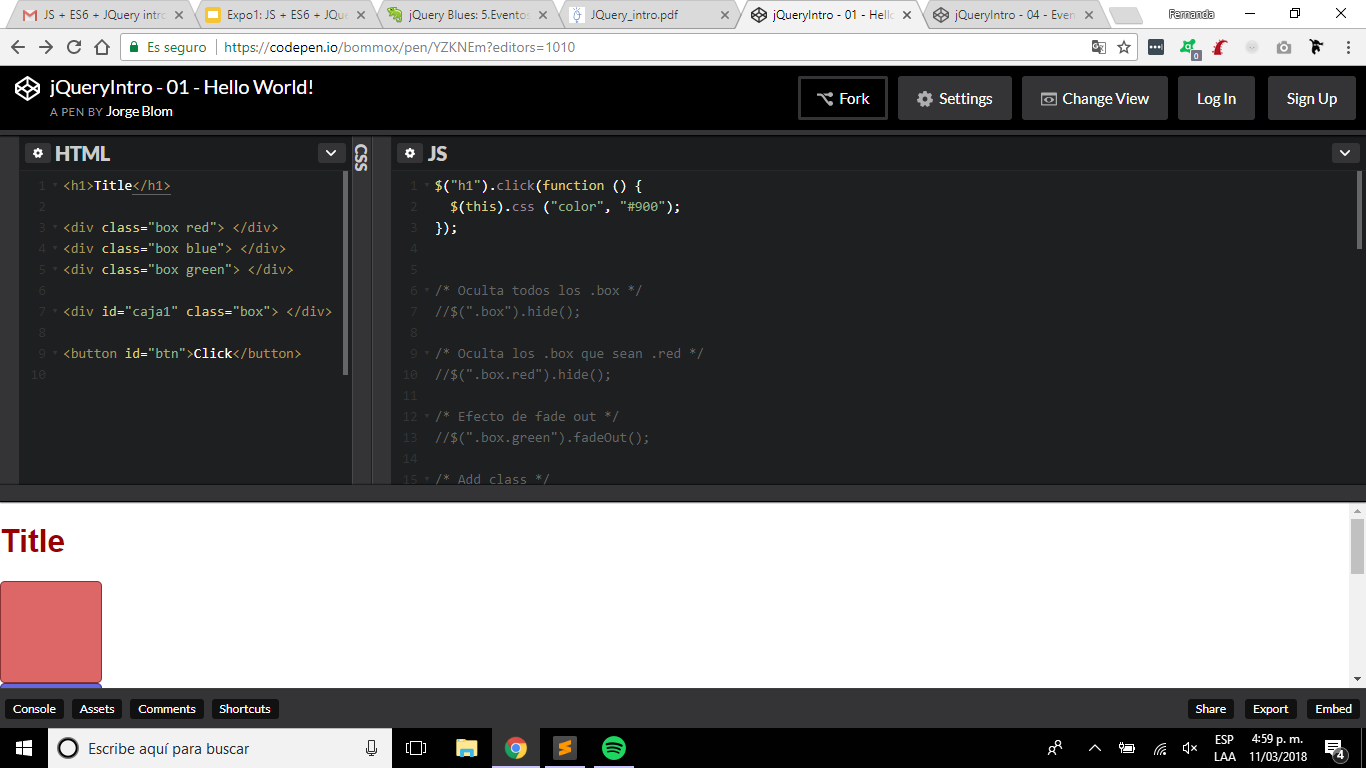 JS + ES6 + JQuery intro
Expo1: JS + ES6 + JQue
jQuery Blues: 5.Eventos
JQuery_intro.pdf
jQueryIntro - 01 - Hello
jQueryIntro - 04 - Even
Fernanda
Es seguro
https://codepen.io/bommox/pen/YZKNEm?editors=1010
0
jQueryIntro - 01 - Hello World!
A PEN BY Jorge Blom
Fork
Settings
Change View
Log In
Sign Up
HTML
1 <h1>Title</h1>
2
3 <div class="box red"> </div>
4 <div class="box blue"> </div>
5 <div class="box green"> </div>
6
7 <div id="caja1" class="box"> </div>
8
9 <button id="btn">Click</button>
10
CSS
JS
1 $("h1").click(function () {
2   $(this).css ("color", "#900");
3 });
4
5
6 /* Oculta todos los .box */
7 //$(".box").hide();
8
9 /* Oculta los .box que sean .red */
10 //$(".box.red").hide();
11
12 /* Efecto de fade out */
13 //$(".box.green").fadeOut();
14
15 /* Add class */
Title
Console
Assets
Comments
Shortcuts
Share
Export
Embed
Escribe aquí para buscar
ESP
LAA
4:59 p. m.
11/03/2018
4